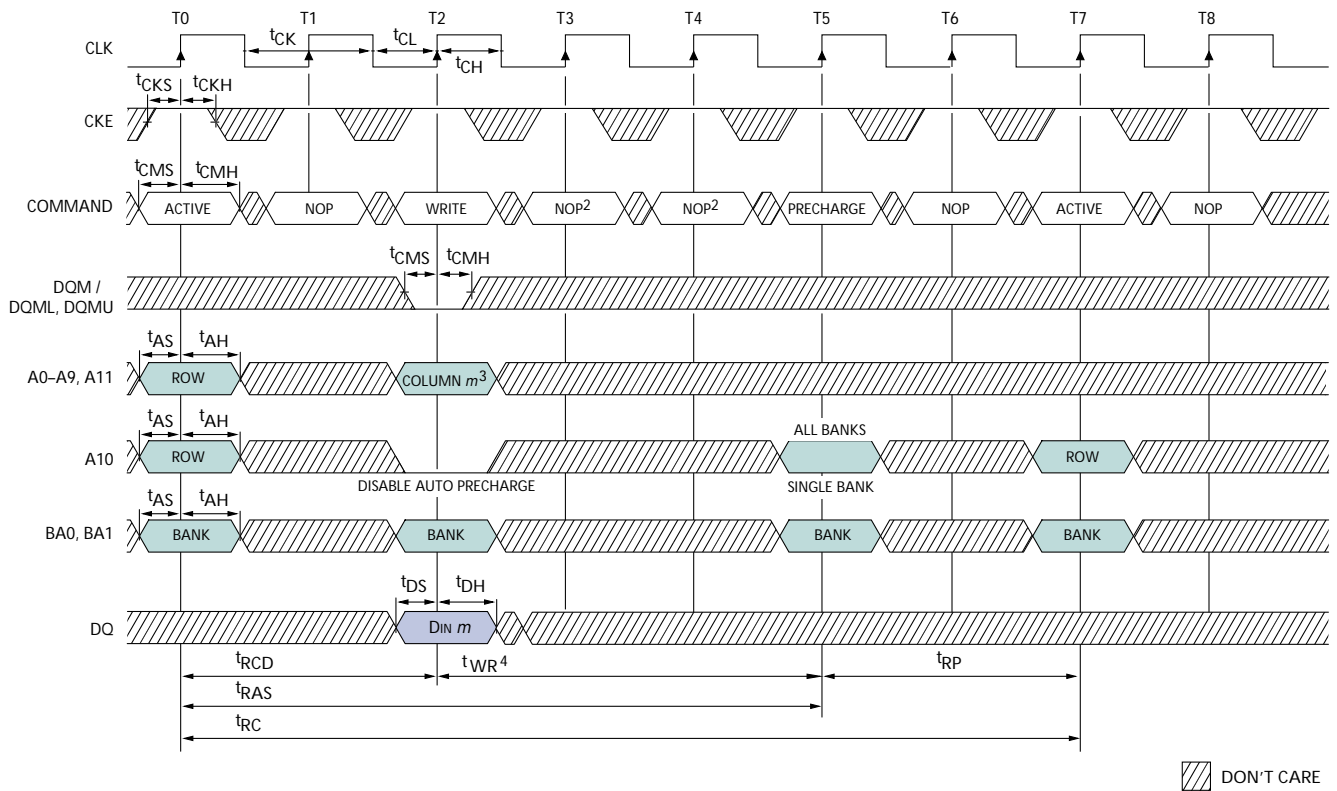 T0 T1 T2 T3 T4 T5 T6 T7 T8
CLK
tCK tCL
tCH
tCKS tCKH
CKE
tCMS tCMH
COMMAND ACTIVE NOP WRITE NOP2 NOP2 PRECHARGE NOP ACTIVE NOP
tCMS tCMH
DQM /
DQML, DQMU
tAS tAH
A0–A9, A11 ROW COLUMN m3
tAS tAH ALL BANKS
A10 ROW ROW
DISABLE AUTO PRECHARGE SINGLE BANK
tAS tAH
BA0, BA1 BANK BANK BANK BANK
tDS tDH
DQ DIN m
tRCD tWR4 tRP
tRAS
tRC
DON'T CARE